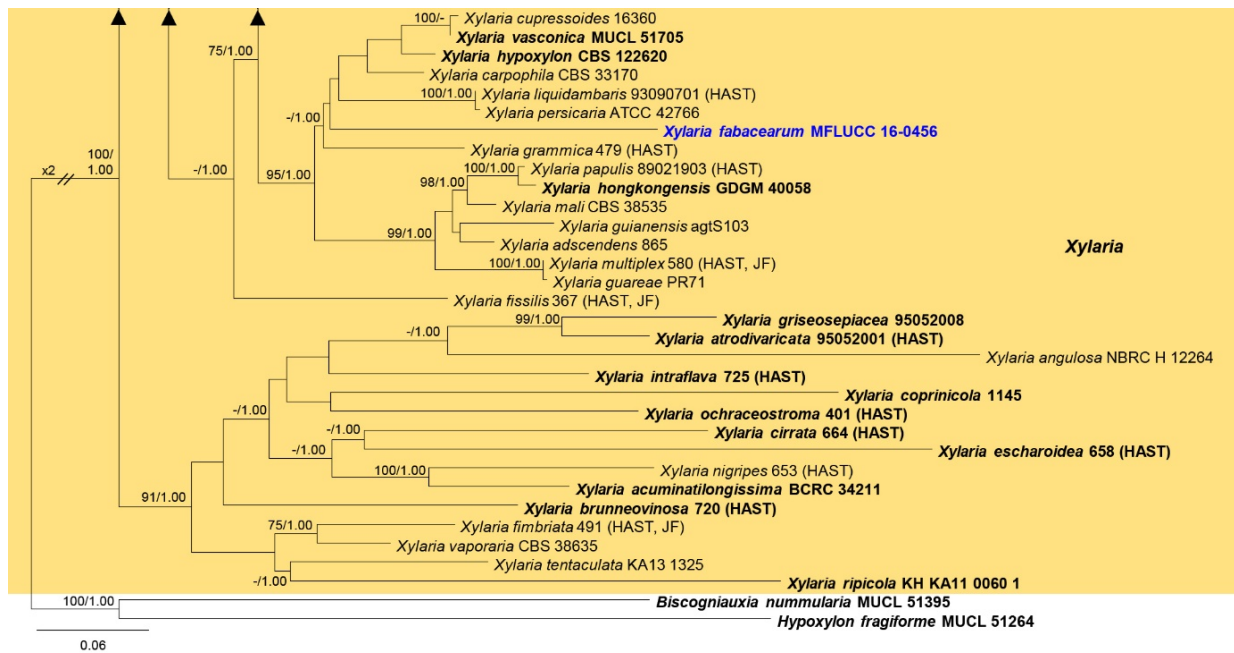 100/-
Xylaria cupressoides 16360
Xylaria vasconica MUCL 51705
75/1.00
Xylaria hypoxylon CBS 122620
Xylaria carpophila CBS 33170
100/1.00
Xylaria liquidambaris 93090701 (HAST)
Xylaria persicaria ATCC 42766
-/1.00
Xylaria fabacearum MFLUCC 16-0456
Xylaria grammica 479 (HAST)
100/
1.00
x2
-/1.00
95/1.00
100/1.00
Xylaria papulis 89021903 (HAST)
98/1.00
Xylaria hongkongensis GDGM 40058
Xylaria mali CBS 38535
Xylaria guianensis agtS103
99/1.00
Xylaria adscendens 865
Xylaria
100/1.00
Xylaria multiplex 580 (HAST, JF)
Xylaria guareae PR71
Xylaria fissilis 367 (HAST, JF)
99/1.00
Xylaria griseosepiacea 95052008
-/1.00
Xylaria atrodivaricata 95052001 (HAST)
Xylaria angulosa NBRC H 12264
Xylaria intraflava 725 (HAST)
Xylaria coprinicola 1145
-/1.00
Xylaria ochraceostroma 401 (HAST)
-/1.00
Xylaria cirrata 664 (HAST)
-/1.00
Xylaria escharoidea 658 (HAST)
100/1.00
Xylaria nigripes 653 (HAST)
Xylaria acuminatilongissima BCRC 34211
91/1.00
Xylaria brunneovinosa 720 (HAST)
75/1.00
Xylaria fimbriata 491 (HAST, JF)
Xylaria vaporaria CBS 38635
Xylaria tentaculata KA13 1325
-/1.00
Xylaria ripicola KH KA11 0060 1
100/1.00
Biscogniauxia nummularia MUCL 51395
Hypoxylon fragiforme MUCL 51264
0.06